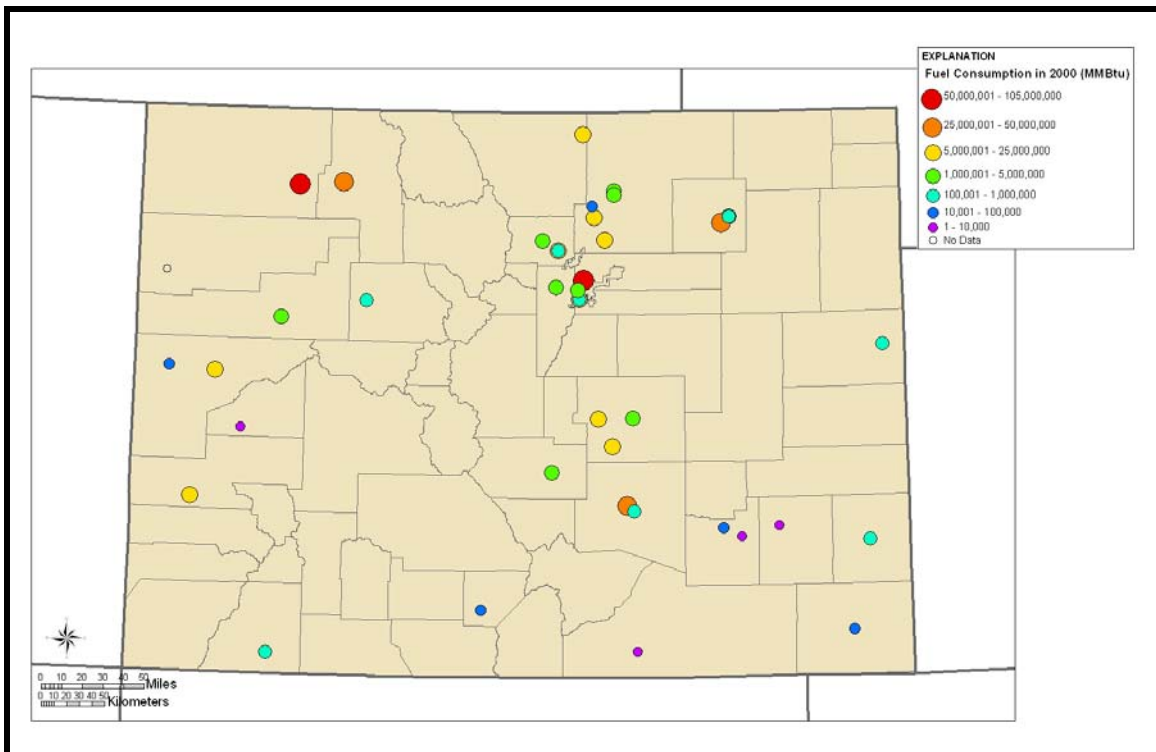 EXPLANATION
Fuel Consumption in 2000 (MMBtu)
50,000,001 - 105,000,000
25,000,001 - 50,000,000
5,000,001 - 25,000,000
1,000,001 - 5,000,000
100,001 - 1,000,000
10,001 - 100,000
1 - 10,000
No Data
0 10 20 30 40 50
Miles
0 10 20 30 40 50
Kilometers